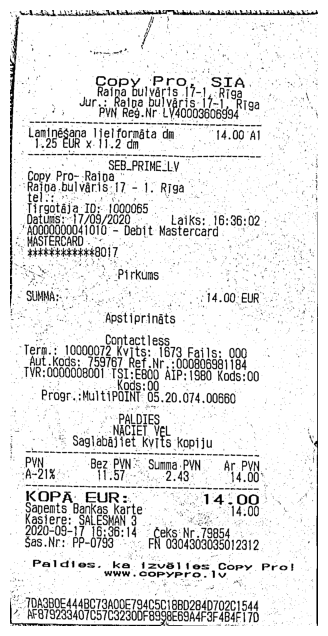 Copy Pro, SIA
Raiņa bulvāris 17-1, Rīga
Jur.: Raiņa bulvāris 17-1, Rīga
PVN Reģ.Nr LV40003606994
Laminēšana lielformāta dm 14.00 A1
1.25 EUR x 11.2 dm
SEB_PRIME_LV
Copy Pro- Raiņa
Raiņa bulvāris 17 - 1. Rīga
tel.:
Tirgotāja ID: 1000065
Datums: 17/09/2020 Laiks: 16:36:02
A0000000041010 - Debit Mastercard
MASTERCARD
************8017
Pirkums
SUMMA: 14.00 EUR
Apstiprināts
Contactless
Term.: 10000072 Kvīts: 1673 Fails: 000
Aut.Kods: 759767 Ref.Nr.:000806981184
TVR:0000008001 TSI:E800 AIP:1980 Kods:00
Kods:00
Progr.:MultiPOINT 05.20.074.00660
PALDIES
NĀCIET VĒL
Saglabājiet kvīts kopiju
PVN Bez PVN Summa PVN Ar PVN
A-21% 11.57 2.43 14.00
KOPĀ EUR: 14.00
Saņemts Bankas Karte 14.00
Kasiere: SALESMAN 3
2020-09-17 16:36:14 Čeks Nr.79854
Šas.Nr: PP-0793 FN 0304303035012312
Paldies, ka izvēlies Copy Pro!
www.copypro.lv
7DA3B0E444BC73A00E794C5C18BD284D702C1544
AF879233407C57C3230DF8998E69A4F3F4B4F17D